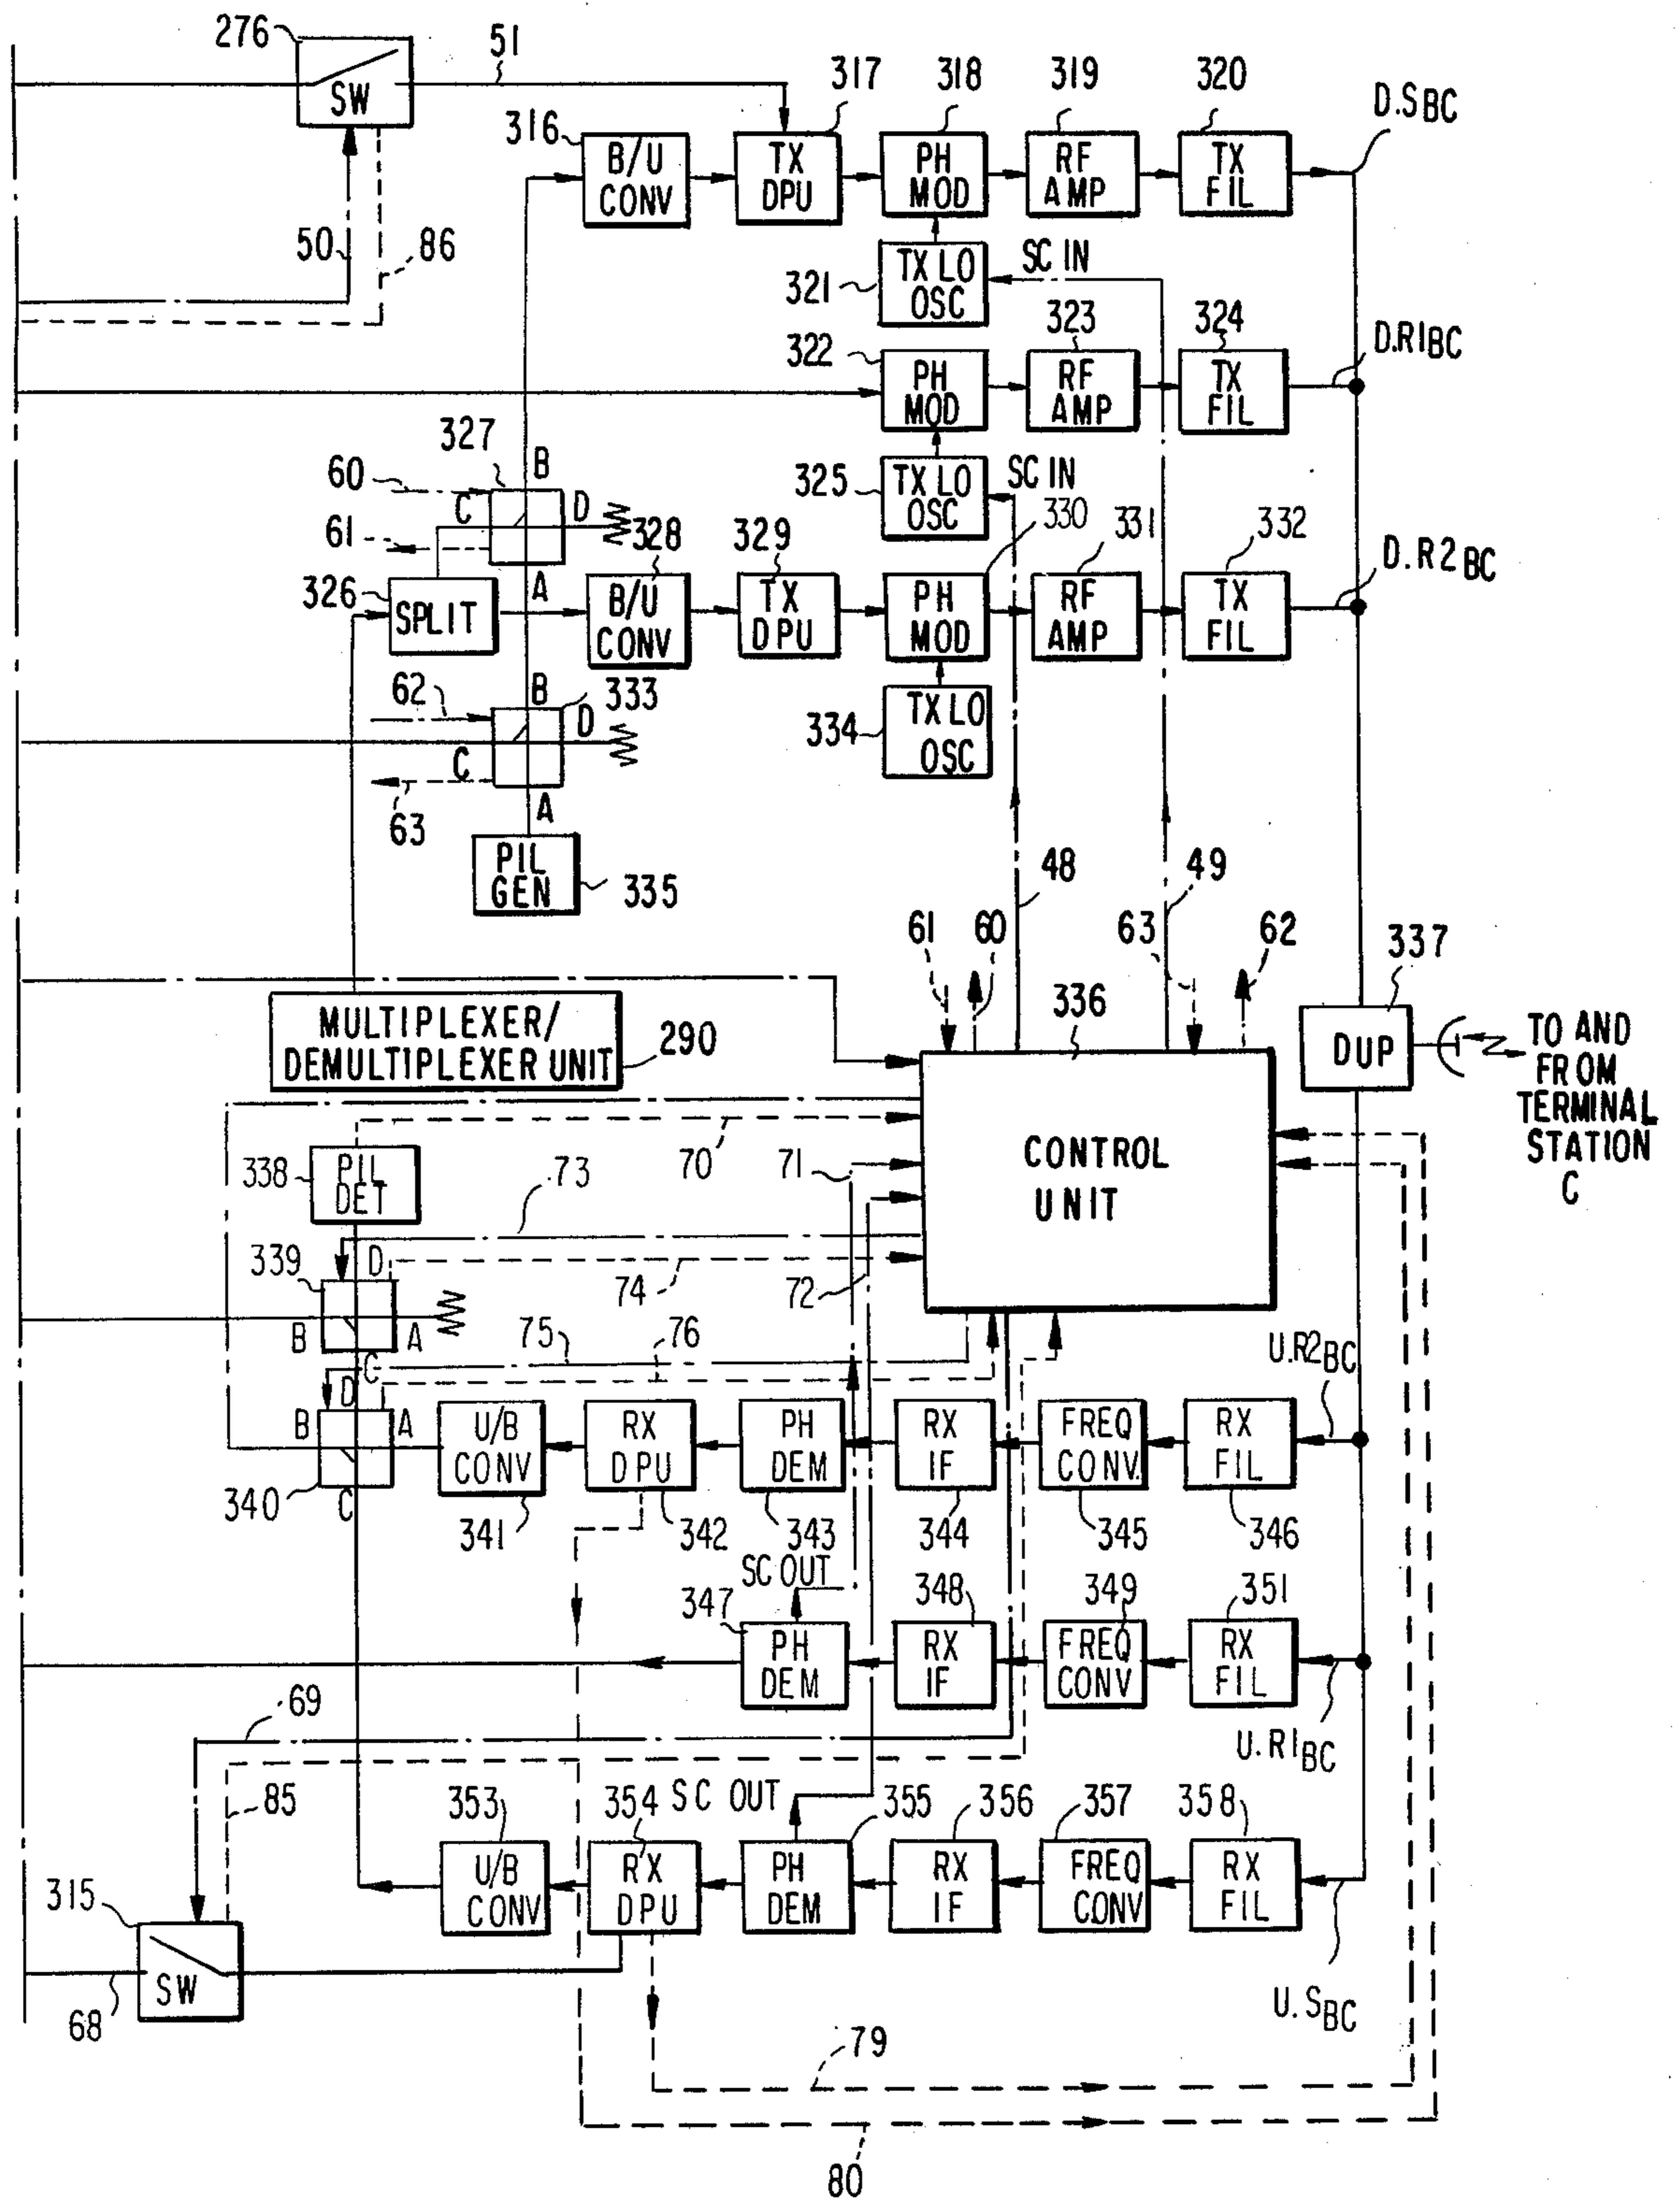 276
SW
51
50
86
316
B/U
CONV
317
TX
DPU
318
PH
MOD
319
RF
AMP
320
TX
FIL
D.SBC
321
TX LO
OSC
SC IN
322
PH
MOD
323
RF
AMP
324
TX
FIL
D.R1BC
325
TX LO
OSC
SC IN
327
B
60
C
D
61
A
326
SPLIT
328
B/U
CONV
329
TX
DPU
330
PH
MOD
331
RF
AMP
332
TX
FIL
D.R2BC
62
B
333
D
C
63
A
334
TX LO
OSC
PIL
GEN
335
48
49
61
60
63
62
336
337
DUP
TO AND
FROM
TERMINAL
STATION
C
MULTIPLEXER/
DEMULTIPLEXER UNIT
290
CONTROL
UNIT
338
PIL
DET
70
71
73
339
D
74
72
B
A
C
75
76
U.R2BC
D
B
A
340
C
U/B
CONV
341
RX
DPU
342
PH
DEM
343
RX
IF
344
FREQ
CONV.
345
RX
FIL
346
SC OUT
347
PH
DEM
348
RX
IF
349
FREQ
CONV
351
RX
FIL
U.R1BC
69
85
SC OUT
353
U/B
CONV
354
RX
DPU
355
PH
DEM
356
RX
IF
357
FREQ
CONV
358
RX
FIL
315
SW
68
U.SBC
79
80